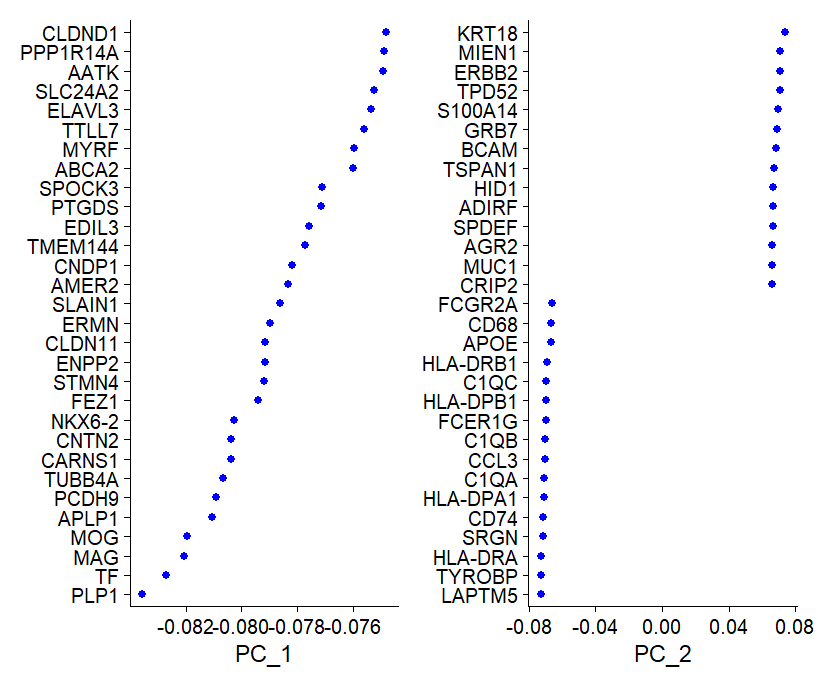 CLDND1
PPP1R14A
AATK
SLC24A2
ELAVL3
TTLL7
MYRF
ABCA2
SPOCK3
PTGDS
EDIL3
TMEM144
CNDP1
AMER2
SLAIN1
ERMN
CLDN11
ENPP2
STMN4
FEZ1
NKX6-2
CNTN2
CARNS1
TUBB4A
PCDH9
APLP1
MOG
MAG
TF
PLP1
-0.082 -0.080 -0.078 -0.076
PC_1
KRT18
MIEN1
ERBB2
TPD52
S100A14
GRB7
BCAM
TSPAN1
HID1
ADIRF
SPDEF
AGR2
MUC1
CRIP2
FCGR2A
CD68
APOE
HLA-DRB1
C1QC
HLA-DPB1
FCER1G
C1QB
CCL3
C1QA
HLA-DPA1
CD74
SRGN
HLA-DRA
TYROBP
LAPTM5
-0.08 -0.04 0.00 0.04 0.08
PC_2